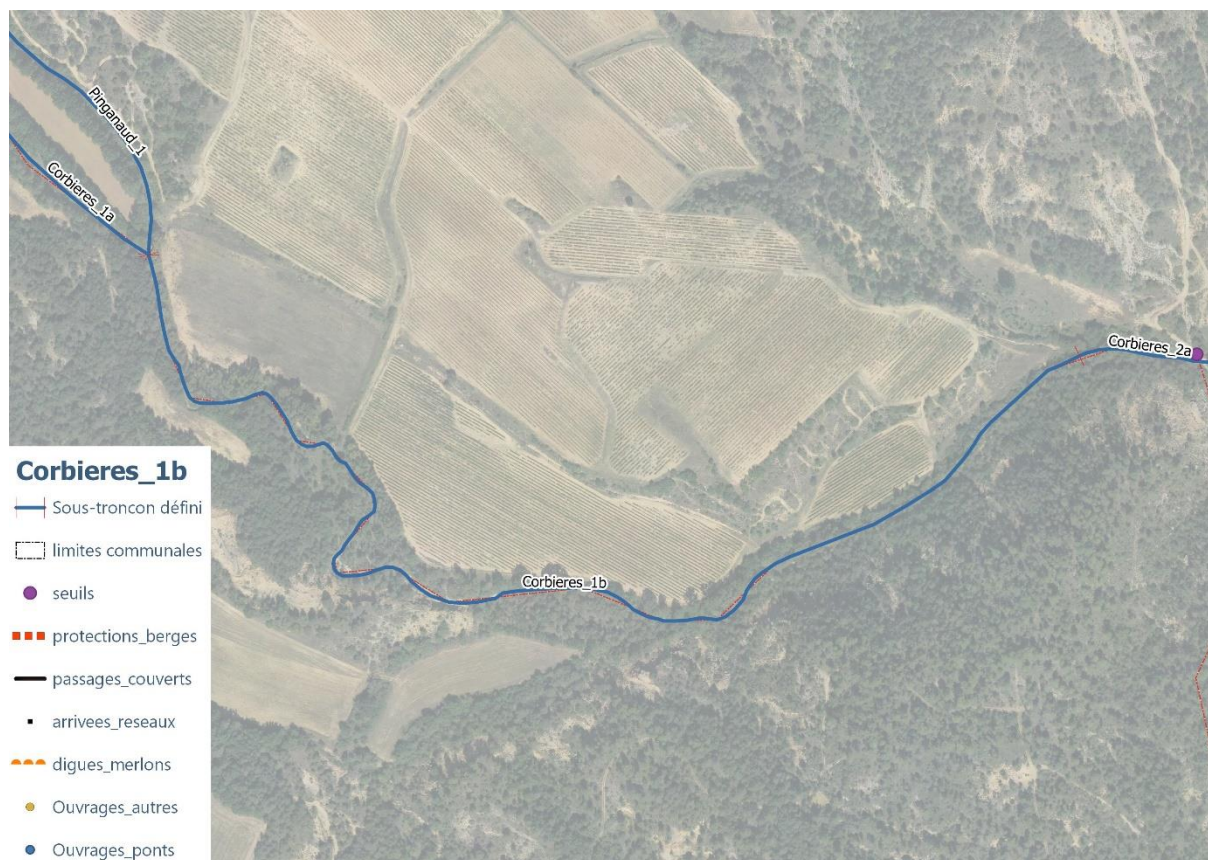 Pinganaud_1
Corbieres_1a
Corbieres_2a
Corbieres_1b
Corbieres_1b
Sous-troncon défini
limites communales
seuils
protections_berges
passages_couverts
arrivees_reseaux
digues_merlons
Ouvrages_autres
Ouvrages_ponts